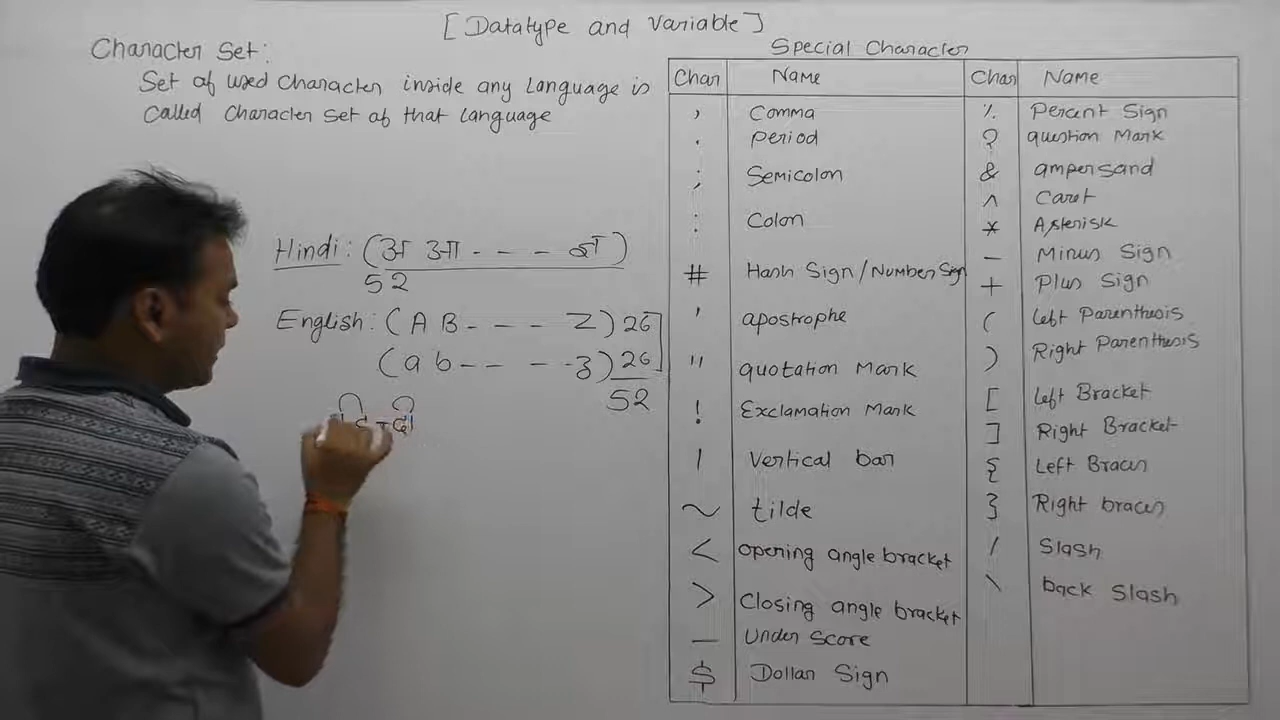 [Datatype and Variable]
Character Set:
Set of used Character inside any Language is
Called Character Set of that Language
Hindi: (अ आ - - - - ज्ञ)
52
English: (A B - - - - Z) 26
(a b - - - - - z) 26
52
Special Character
Char Name Char Name
, Comma % Percent Sign
. Period ? question Mark
; Semicolon & ampersand
: Colon ^ Caret
* Asterisk
# Hash Sign/Number Sign - Minus Sign
+ Plus Sign
' apostrophe ( Left Parenthesis
) Right Parenthesis
" quotation Mark [ Left Bracket
! Exclamation Mark ] Right Bracket
| Vertical bar { Left Braces
~ tilde } Right braces
< opening angle bracket / Slash
> Closing angle bracket \ back Slash
_ Under Score
$ Dollar Sign